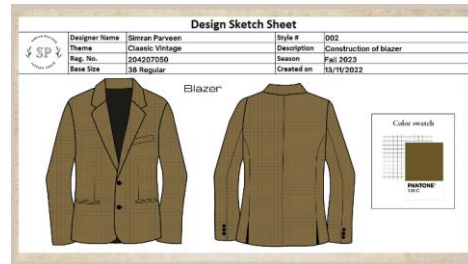 Design Sketch Sheet
SP
Designer Name Simran Parveen Style # 002
Theme Classic Vintage Description Construction of blazer
Reg. No. 204207050 Season Fall 2023
Base Size 36 Regular Created on 13/11/2022
Blazer
Color swatch
PANTONE®